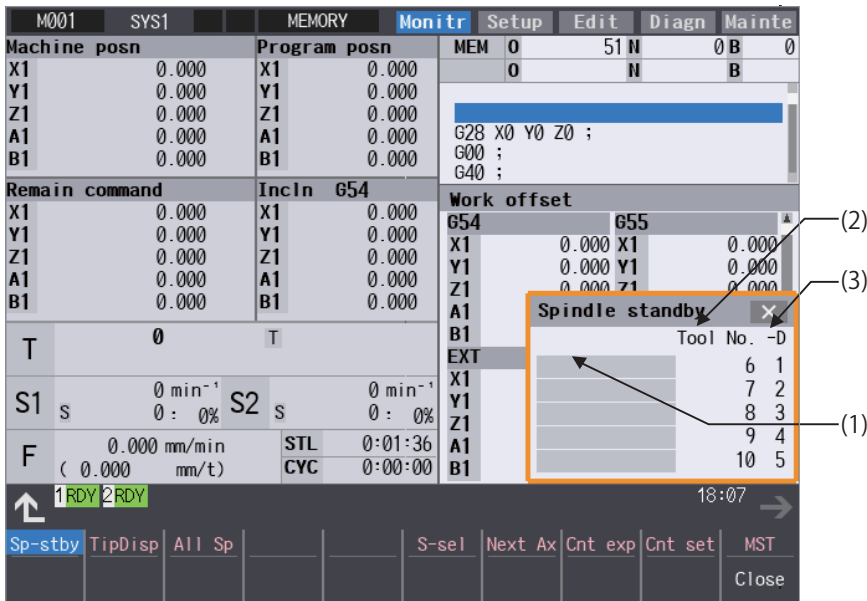 M001 SYS1 MEMORY Monitr Setup Edit Diagn Mainte
Machine posn
X1 0.000
Y1 0.000
Z1 0.000
A1 0.000
B1 0.000
Program posn
X1 0.000
Y1 0.000
Z1 0.000
A1 0.000
B1 0.000
MEM O 51 N 0 B 0
O N B
G28 X0 Y0 Z0 ;
G00 ;
G40 ;
Remain command
X1 0.000
Y1 0.000
Z1 0.000
A1 0.000
B1 0.000
Incln G54
X1 0.000
Y1 0.000
Z1 0.000
A1 0.000
B1 0.000
Work offset
G54 G55
X1 0.000 X1 0.000
Y1 0.000 Y1 0.000
Z1 0.000 Z1 0.000
A1
B1
EXT
X1
Y1
Z1
A1
B1
Spindle standby ×
Tool No. -D
6 1
7 2
8 3
9 4
10 5
(2)
(3)
(1)
T 0 T
S1 S 0 min⁻¹ 0 : 0% S2 S 0 min⁻¹ 0 : 0%
F 0.000 mm/min
( 0.000 mm/t)
STL 0:01:36
CYC 0:00:00
1 RDY 2 RDY 18:07
Sp-stby TipDisp All Sp S-sel Next Ax Cnt exp Cnt set MST
Close